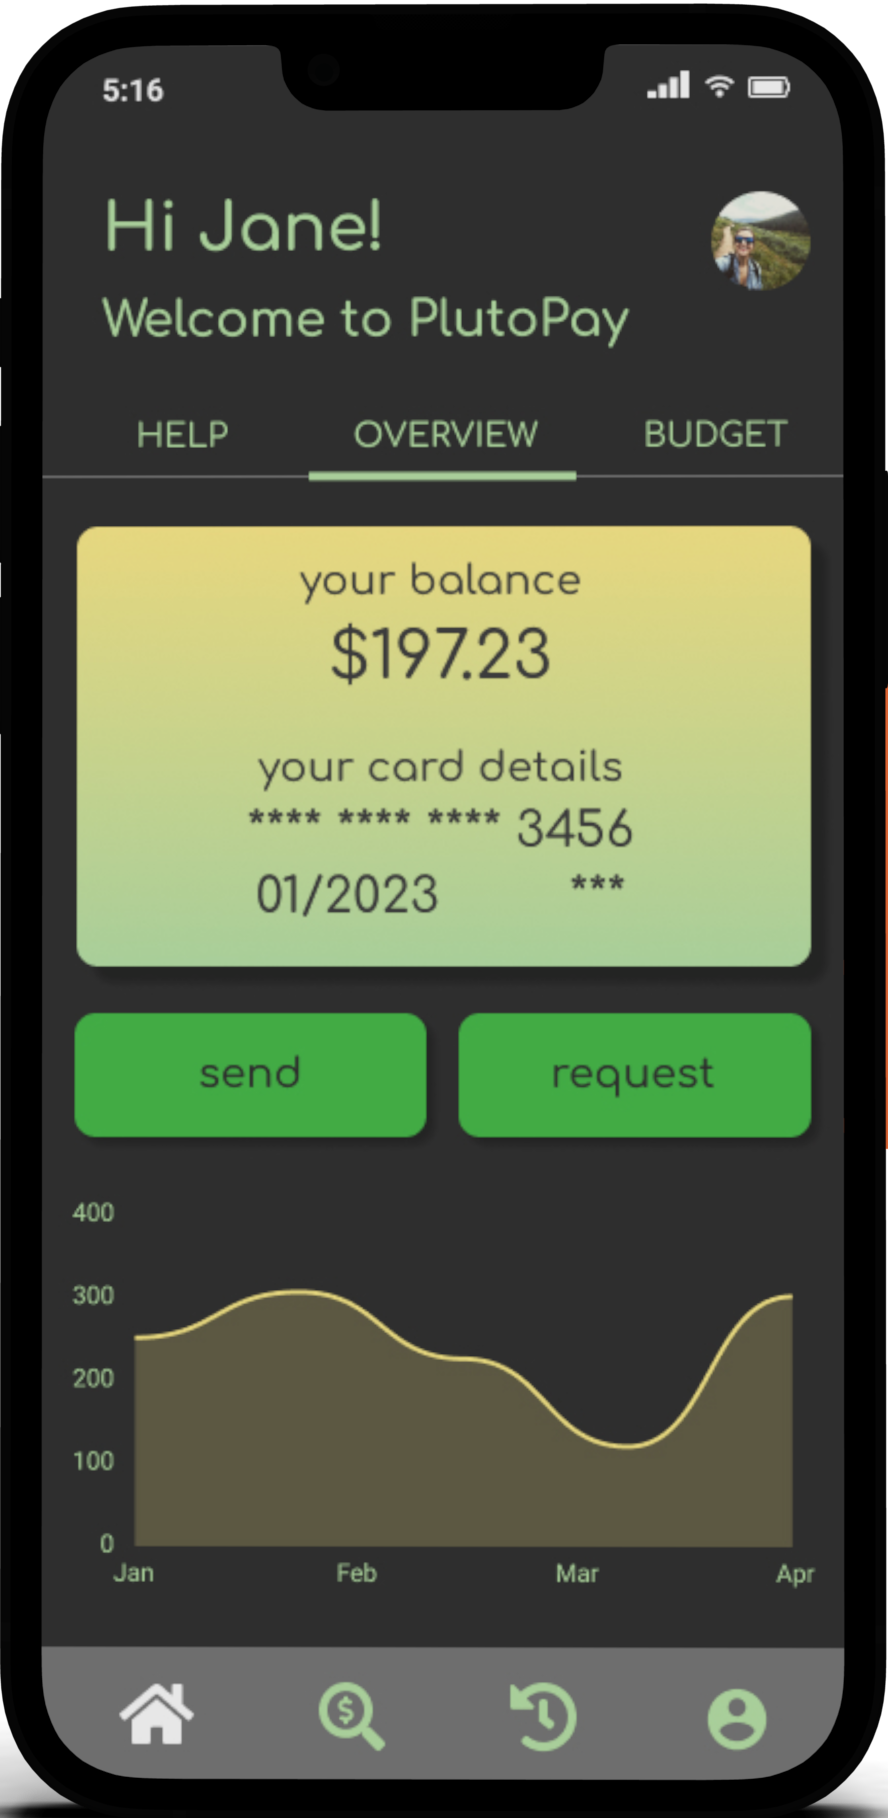 5:16
Hi Jane!
Welcome to PlutoPay
HELP OVERVIEW BUDGET
your balance
$197.23
your card details
**** **** **** 3456
01/2023 ***
send request
400
300
200
100
0
Jan Feb Mar Apr
$